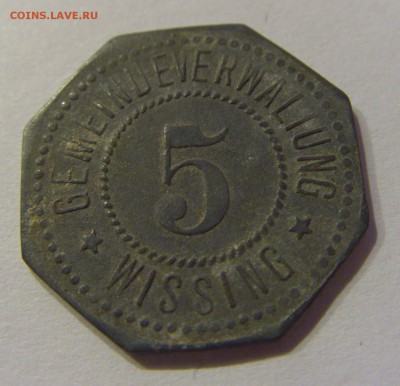 COINS.LAVE.RU
GEMEINDEVERWALTUNG
5
★ WISSING ★